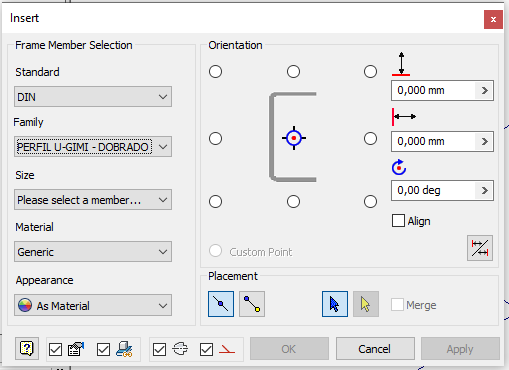 Insert
x
Frame Member Selection
Standard
DIN
Family
PERFIL U-GIMI - DOBRADO
Size
Please select a member...
Material
Generic
Appearance
As Material
Orientation
0,000 mm
0,000 mm
0,00 deg
Align
Custom Point
Placement
Merge
?
OK
Cancel
Apply